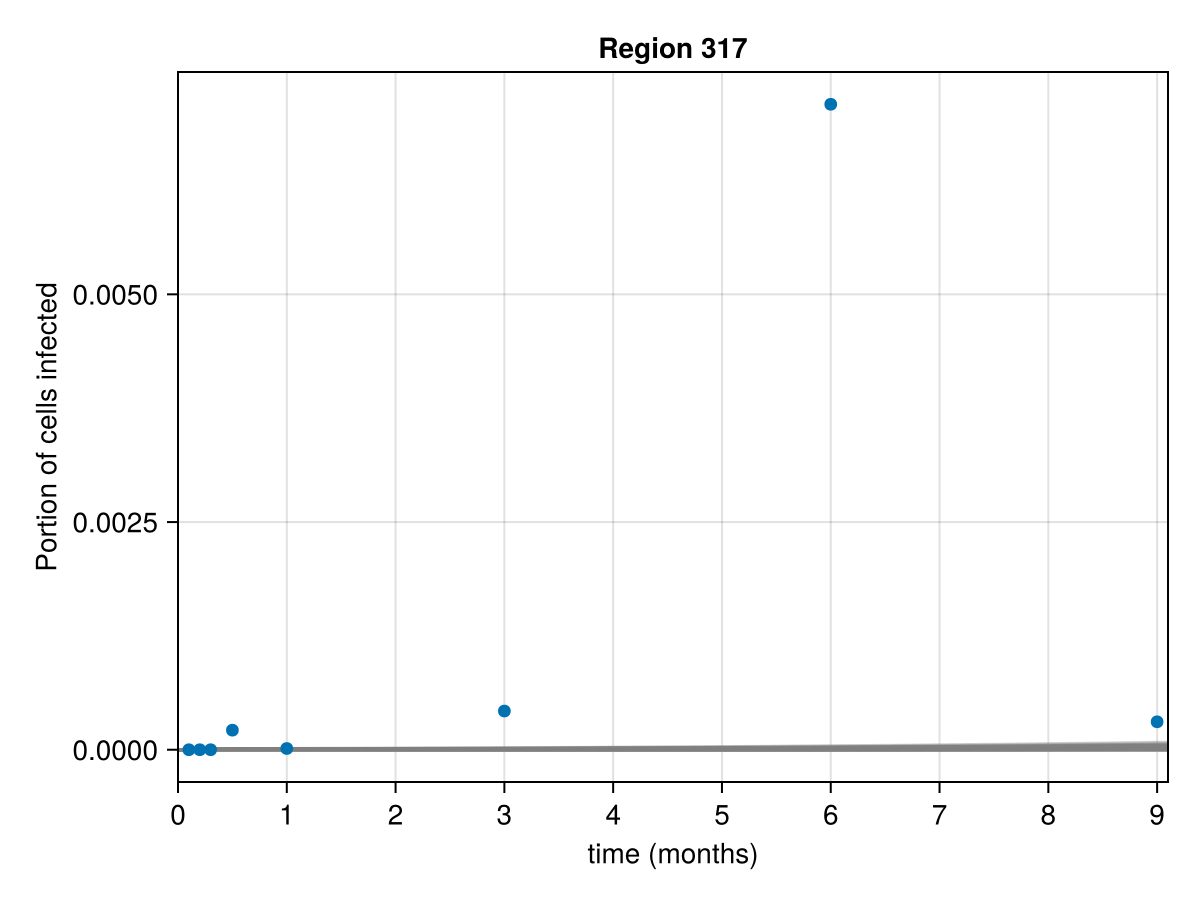 Region 317
Portion of cells infected
0.0050
0.0025
0.0000
0 1 2 3 4 5 6 7 8 9
time (months)